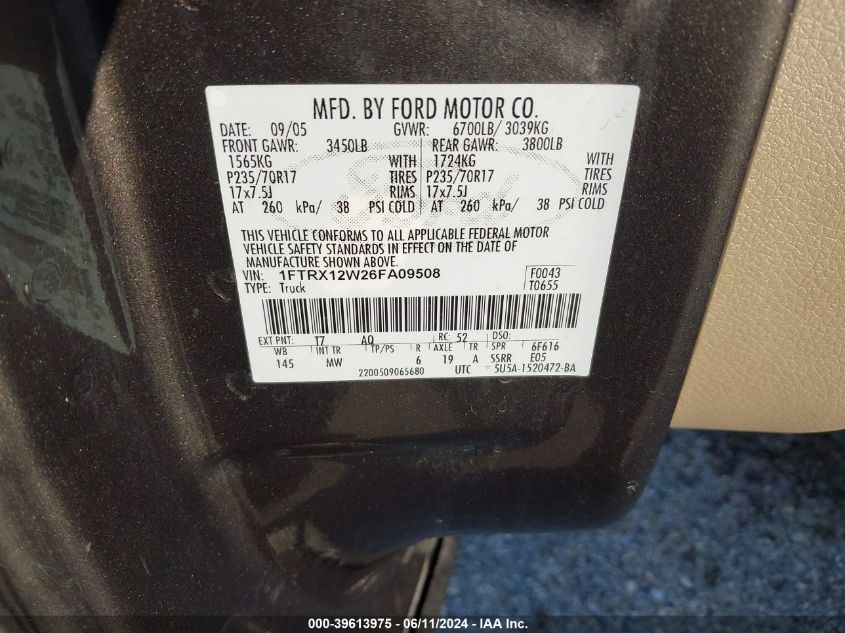 MFD. BY FORD MOTOR CO.
DATE: 09/05 GVWR: 6700LB/ 3039KG
FRONT GAWR: 3450LB REAR GAWR: 3800LB
1565KG WITH 1724KG WITH
P235/70R17 TIRES P235/70R17 TIRES
17x7.5J RIMS 17x7.5J RIMS
AT 260 kPa/ 38 PSI COLD AT 260 kPa/ 38 PSI COLD
Ford
THIS VEHICLE CONFORMS TO ALL APPLICABLE FEDERAL MOTOR
VEHICLE SAFETY STANDARDS IN EFFECT ON THE DATE OF
MANUFACTURE SHOWN ABOVE.
VIN: 1FTRX12W26FA09508 F0043
TYPE: Truck T0655
EXT PNT: T7 AQ RC: 52 DSO:
WB INT TR TP/PS R AXLE TR SPR 6F616
145 MW 6 19 A SSRR E05
2200509065680 UTC 5U5A-1520472-BA
000-39613975 - 06/11/2024 - IAA Inc.